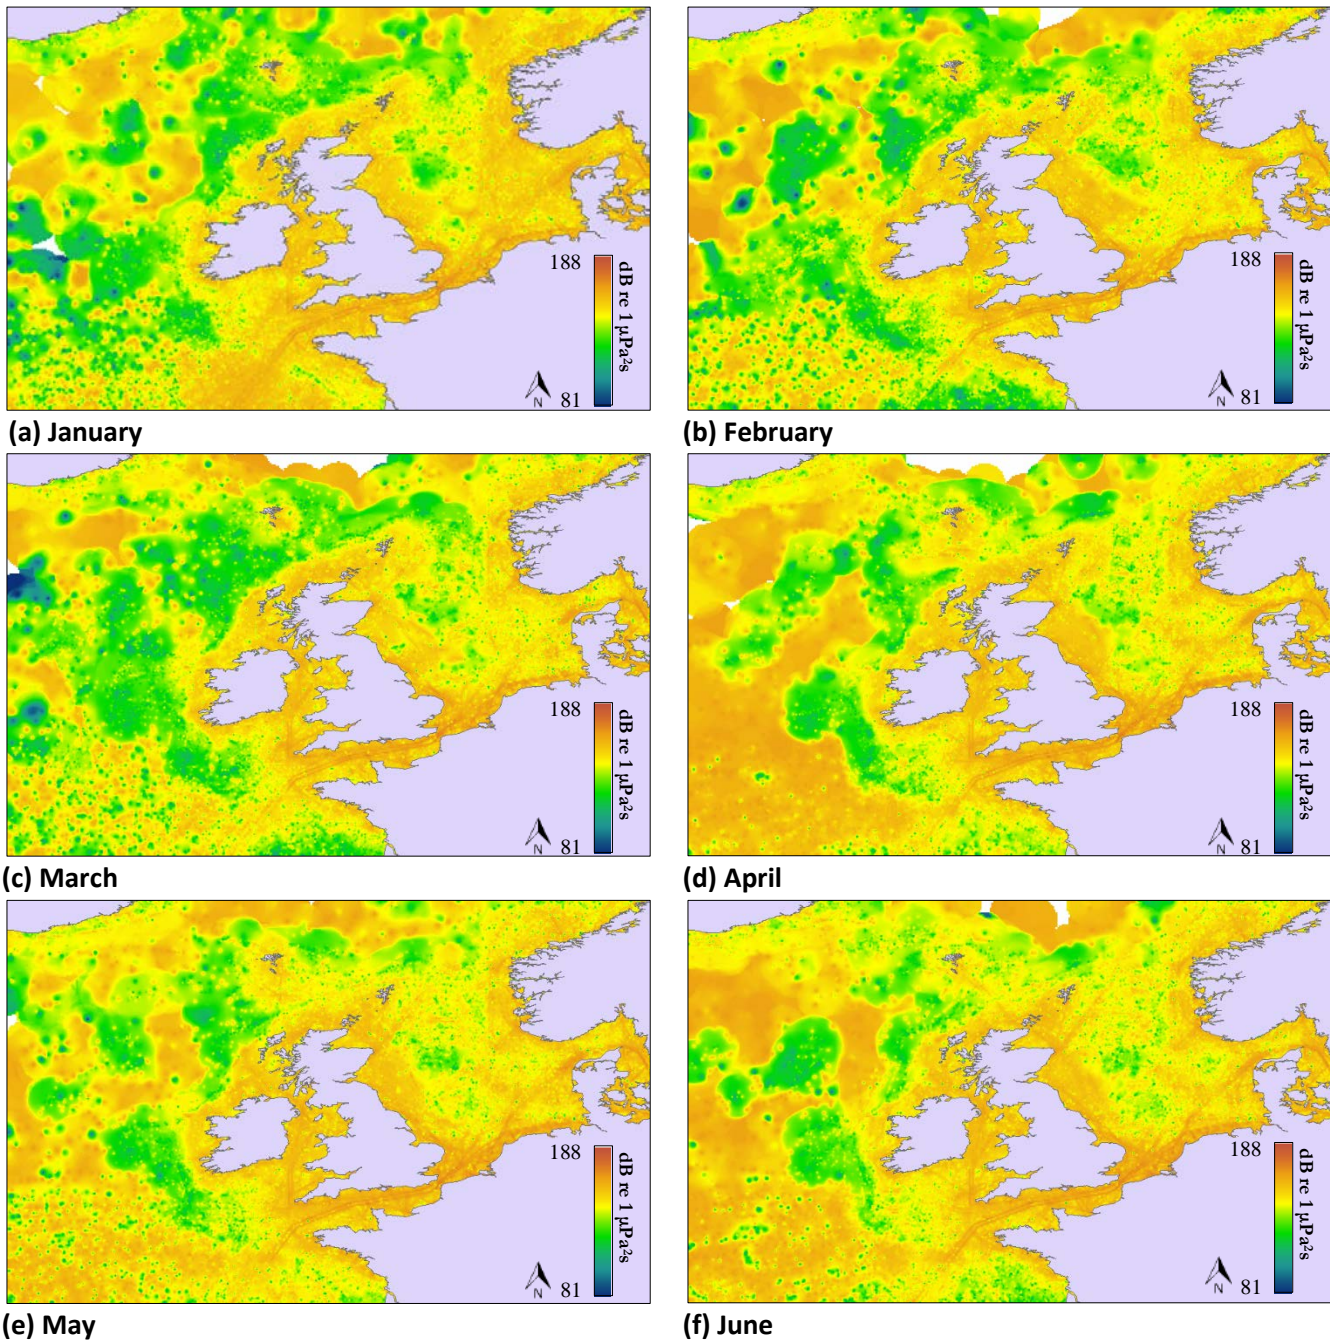 188
dB re 1 µPa²s
81
N
(a) January
188
dB re 1 µPa²s
81
N
(b) February
188
dB re 1 µPa²s
81
N
(c) March
188
dB re 1 µPa²s
81
N
(d) April
188
dB re 1 µPa²s
81
N
(e) May
188
dB re 1 µPa²s
81
N
(f) June